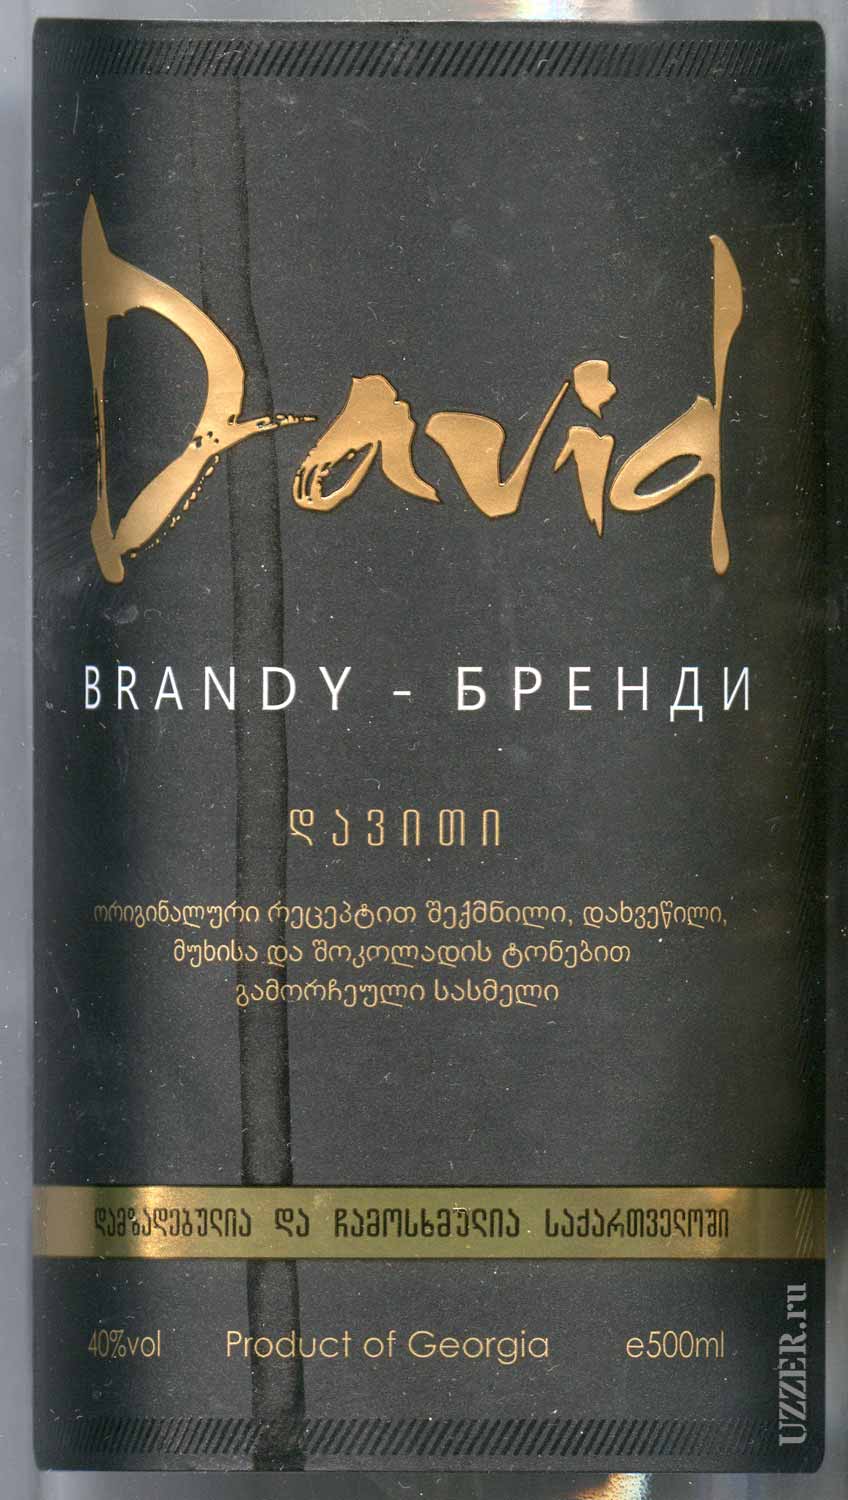 David
BRANDY - БРЕНДИ
დავითი
ორიგინალური რეცეპტით შექმნილი, დახვეწილი,
მუხისა და შოკოლადის ტონებით
გამორჩეული სასმელი
დამზადებულია და ჩამოსხმულია საქართველოში
40%vol Product of Georgia e500ml
UZZER.ru